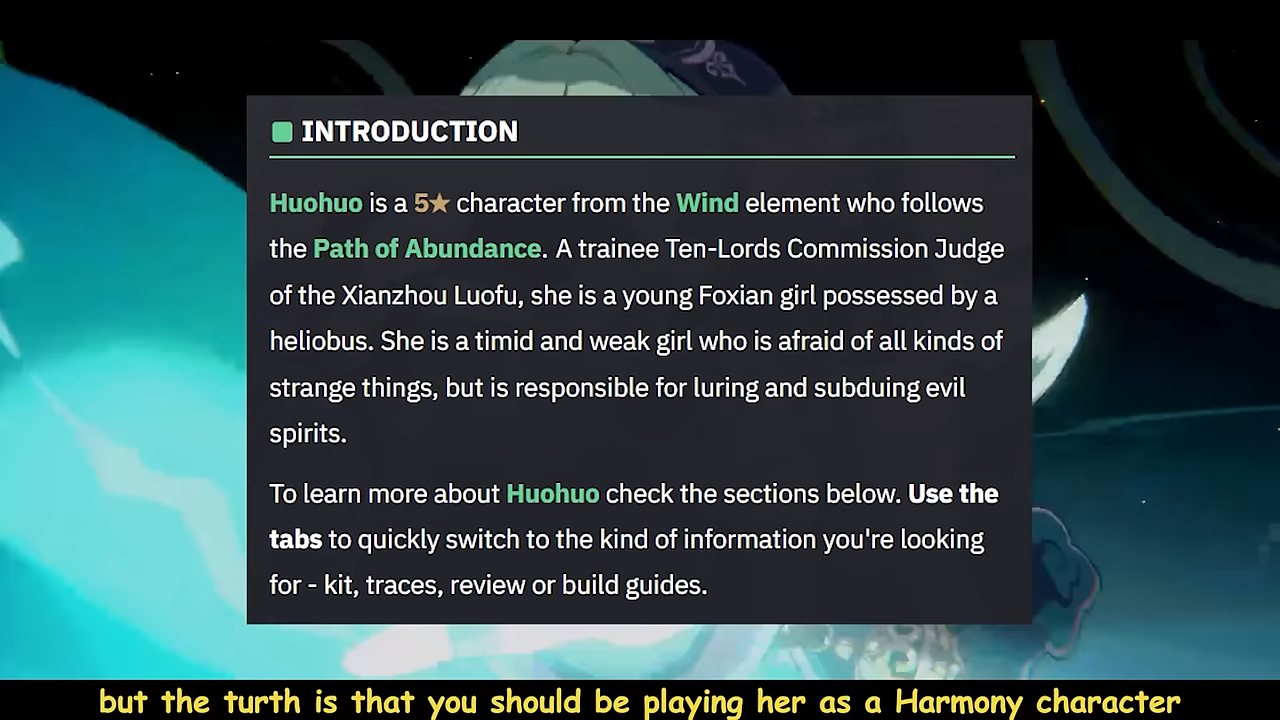 INTRODUCTION
Huohuo is a 5★ character from the Wind element who follows
the Path of Abundance. A trainee Ten-Lords Commission Judge
of the Xianzhou Luofu, she is a young Foxian girl possessed by a
heliobus. She is a timid and weak girl who is afraid of all kinds of
strange things, but is responsible for luring and subduing evil
spirits.
To learn more about Huohuo check the sections below. Use the
tabs to quickly switch to the kind of information you're looking
for - kit, traces, review or build guides.
but the turth is that you should be playing her as a Harmony character